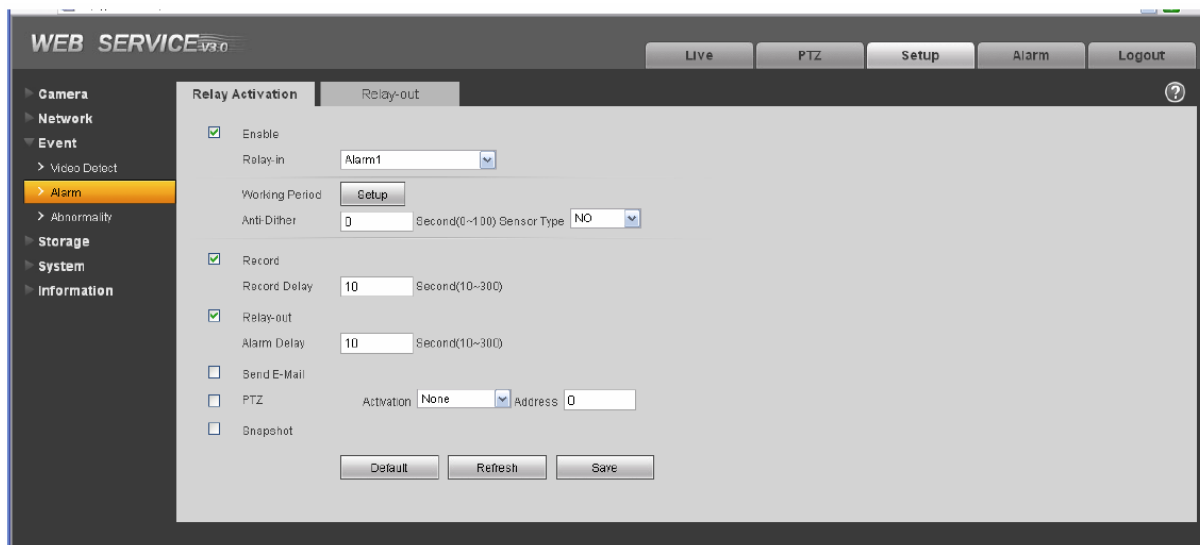 WEB SERVICE V3.0
Live PTZ Setup Alarm Logout
Camera
Network
Event
Video Detect
Alarm
Abnormality
Storage
System
Information
Relay Activation Relay-out
?
Enable
Relay-in Alarm1
Working Period Setup
Anti-Dither 0 Second(0~100) Sensor Type NO
Record
Record Delay 10 Second(10~300)
Relay-out
Alarm Delay 10 Second(10~300)
Send E-Mail
PTZ Activation None Address 0
Snapshot
Default Refresh Save